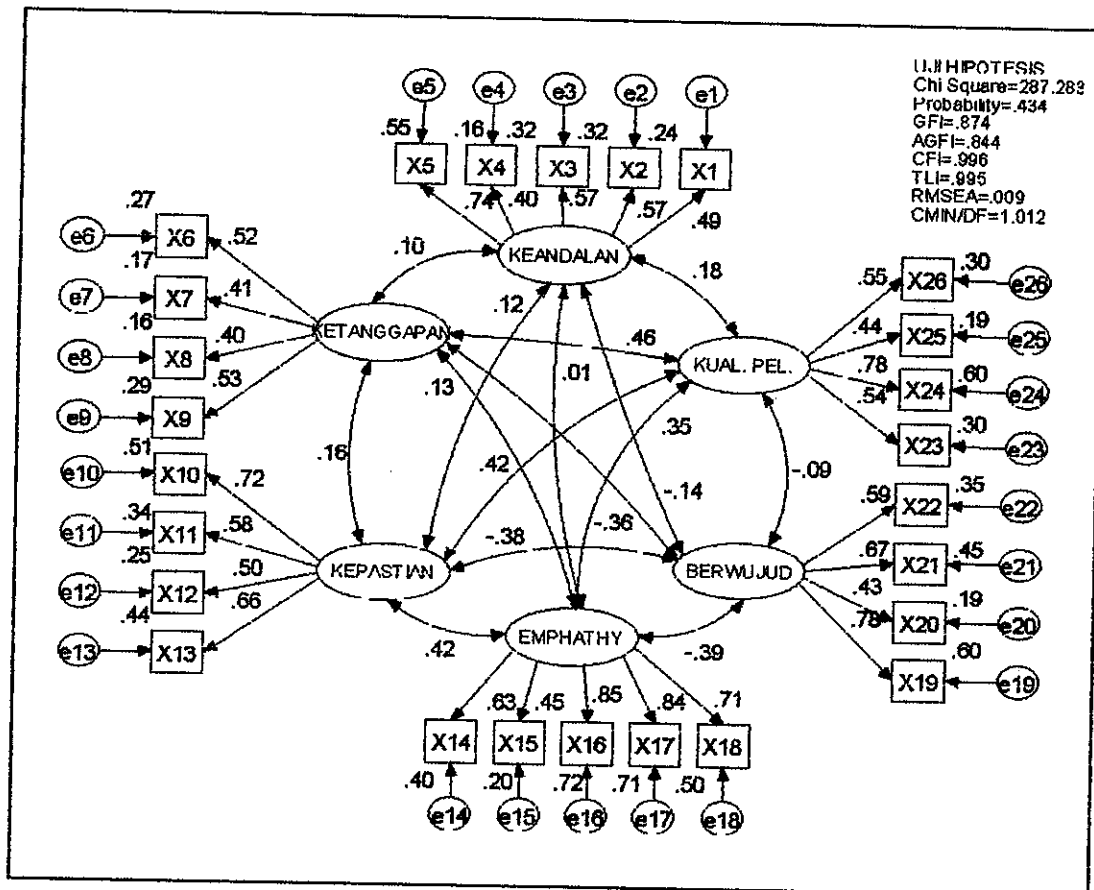 UJI HIPOTESIS
Chi Square=287.283
Probability=.434
GFI=.874
AGFI=.844
CFI=.996
TLI=.995
RMSEA=.009
CMIN/DF=1.012
e5 e4 e3 e2 e1
.55 .16 .32 .32 .24
X5 X4 X3 X2 X1
.74 .40 .57 .57 .49
KEANDALAN
.27
e6 X6 .52
.17
e7 X7 .41
.16
e8 X8 .40
.29
e9 X9 .53
KETANGGAPAN
.10 .18
.12 .46
.13 .01 .35
.16 .42 -.14 -.09
-.38 -.36
.51
e10 X10 .72
.34
e11 X11 .58
.25
e12 X12 .50
.44
e13 X13 .66
KEPASTIAN
KUAL. PEL.
.55 X26 .30 e26
.44 X25 .19 e25
.78 X24 .60 e24
.54 X23 .30 e23
BERWUJUD
.59 X22 .35 e22
.67 X21 .45 e21
.43 X20 .19 e20
.78 X19 .60 e19
EMPHATHY
.42 -.39
.63 .45 .85 .84 .71
X14 X15 X16 X17 X18
.40 .20 .72 .71 .50
e14 e15 e16 e17 e18